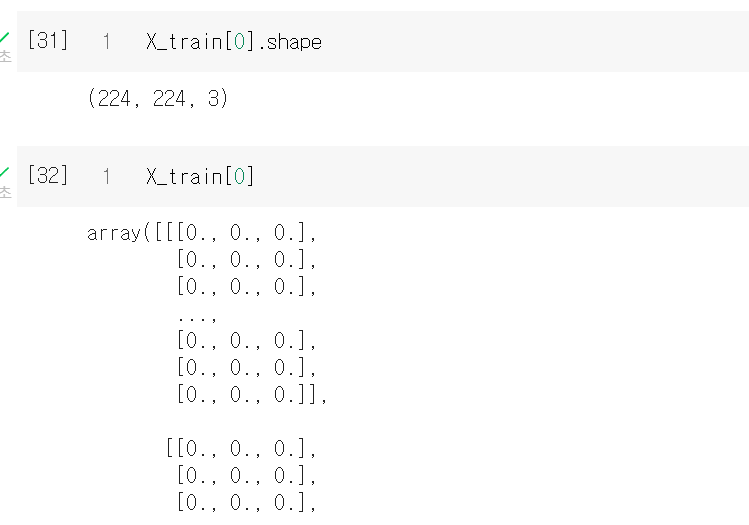 [31] 1 X_train[0].shape
초
(224, 224, 3)
[32] 1 X_train[0]
초
array([[[0., 0., 0.],
[0., 0., 0.],
[0., 0., 0.],
...,
[0., 0., 0.],
[0., 0., 0.],
[0., 0., 0.]],
[[0., 0., 0.],
[0., 0., 0.],
[0., 0., 0.],